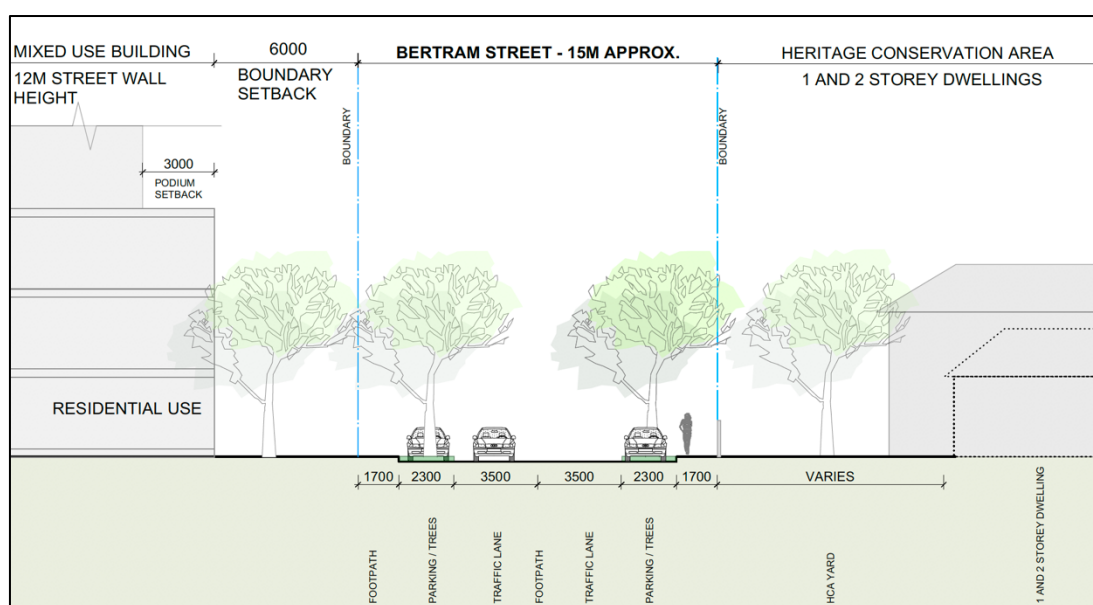 MIXED USE BUILDING
12M STREET WALL
HEIGHT
6000
BOUNDARY
SETBACK
BERTRAM STREET - 15M APPROX.
HERITAGE CONSERVATION AREA
1 AND 2 STOREY DWELLINGS
BOUNDARY
BOUNDARY
3000
PODIUM
SETBACK
RESIDENTIAL USE
1700
2300
3500
3500
2300
1700
VARIES
FOOTPATH
PARKING / TREES
TRAFFIC LANE
FOOTPATH
TRAFFIC LANE
PARKING / TREES
HCA YARD
1 AND 2 STOREY DWELLING